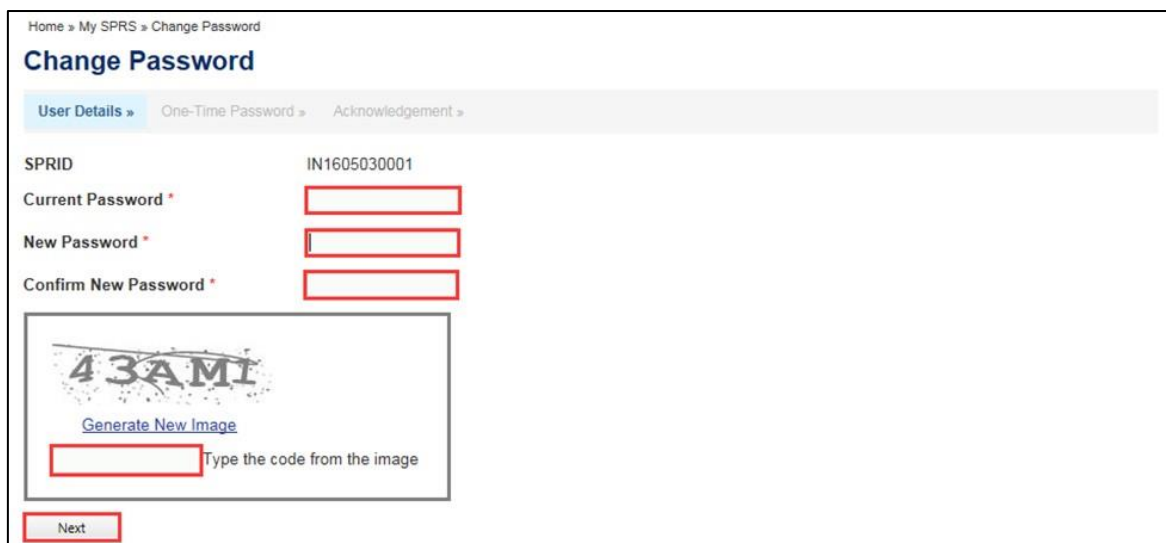 Home » My SPRS » Change Password
Change Password
User Details » One-Time Password » Acknowledgement »
SPRID IN1605030001
Current Password *
New Password *
Confirm New Password *
Generate New Image
Type the code from the image
Next